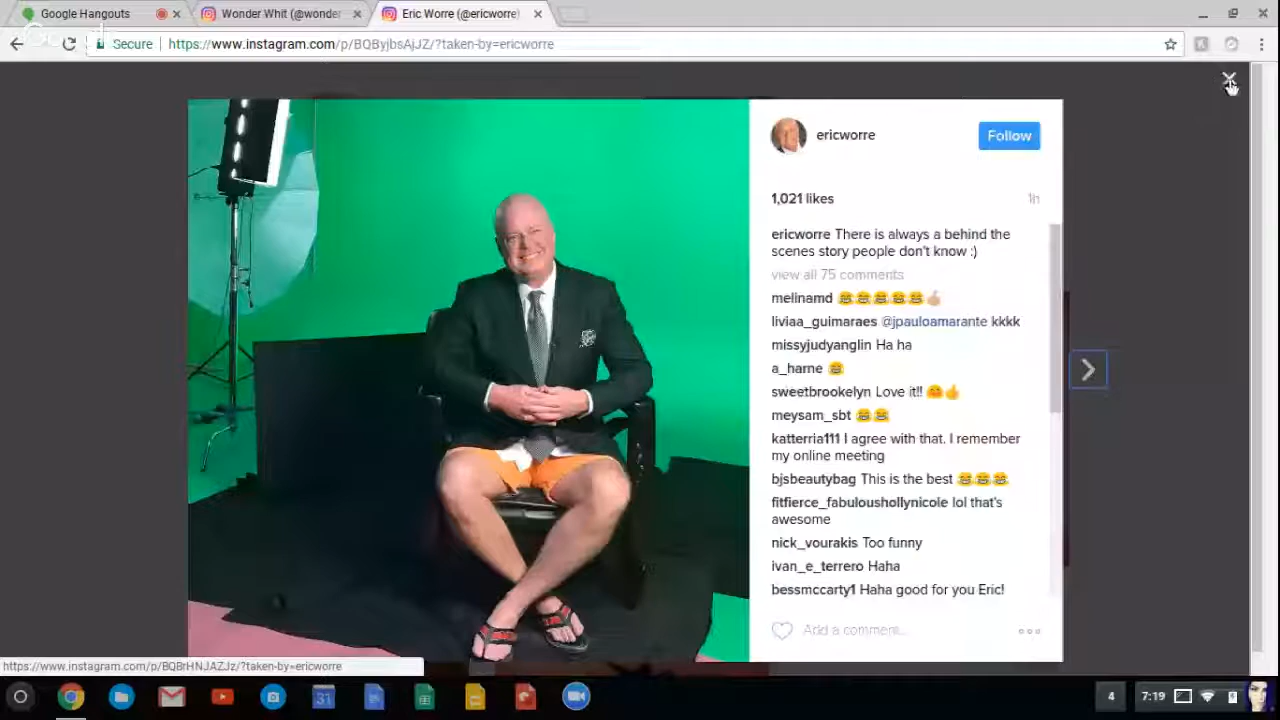 Google Hangouts
Wonder Whit (@wonder
Eric Worre (@ericworre)
Secure
https://www.instagram.com/p/BQByjbsAjJZ/?taken-by=ericworre
ericworre
Follow
1,021 likes
1h
ericworre There is always a behind the
scenes story people don't know :)
view all 75 comments
melinamd 😂😂😂😂😂👍🏼
liviaa_guimaraes @jpauloamarante kkkk
missyjudyanglin Ha ha
a_harne 😂
sweetbrookelyn Love it!! 🤗👍
meysam_sbt 😂😂
katterria111 I agree with that. I remember
my online meeting
bjsbeautybag This is the best 😂😂😂
fitfierce_fabuloushollynicole lol that's
awesome
nick_vourakis Too funny
ivan_e_terrero Haha
bessmccarty1 Haha good for you Eric!
Add a comment...
https://www.instagram.com/p/BQBrHNJAZJz/?taken-by=ericworre
31
4
7:19